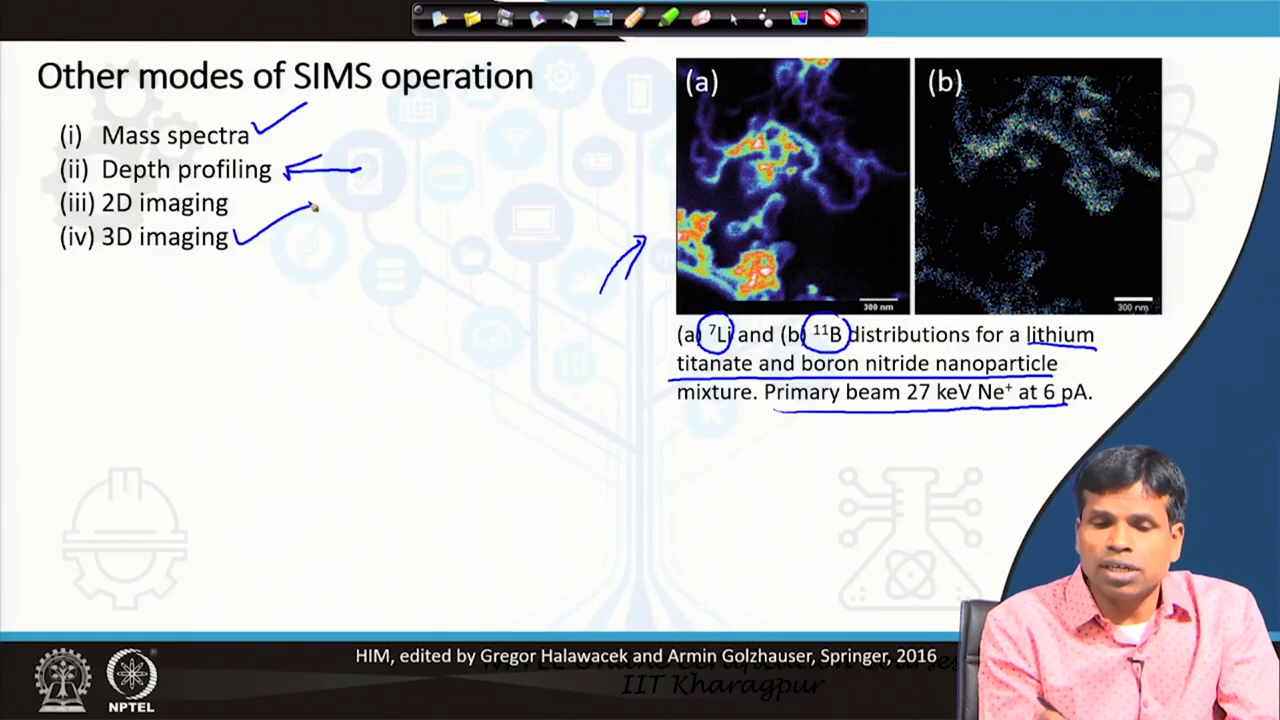 Other modes of SIMS operation
(i) Mass spectra
(ii) Depth profiling
(iii) 2D imaging
(iv) 3D imaging
(a)
(b)
300 nm
300 nm
(a) ⁷Li and (b) ¹¹B distributions for a lithium
titanate and boron nitride nanoparticle
mixture. Primary beam 27 keV Ne⁺ at 6 pA.
HIM, edited by Gregor Halawacek and Armin Golzhauser, Springer, 2016
IIT Kharagpur
NPTEL